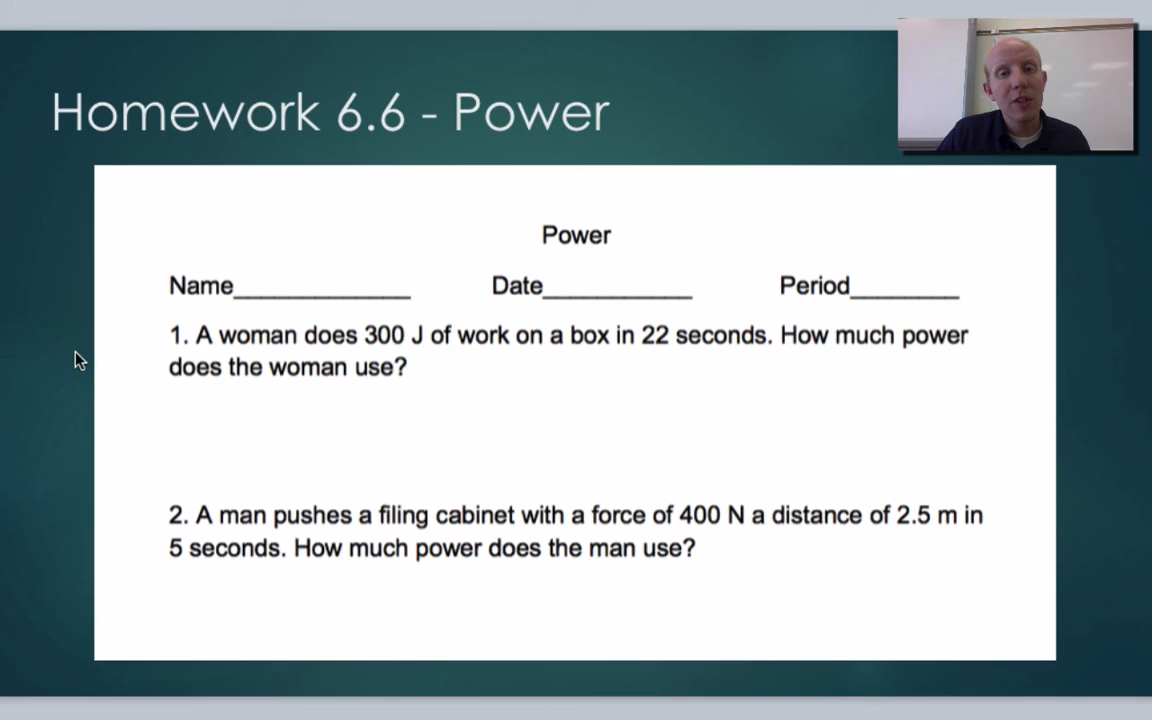 Homework 6.6 - Power
Power
Name_____________ Date___________ Period________
1. A woman does 300 J of work on a box in 22 seconds. How much power
does the woman use?
2. A man pushes a filing cabinet with a force of 400 N a distance of 2.5 m in
5 seconds. How much power does the man use?